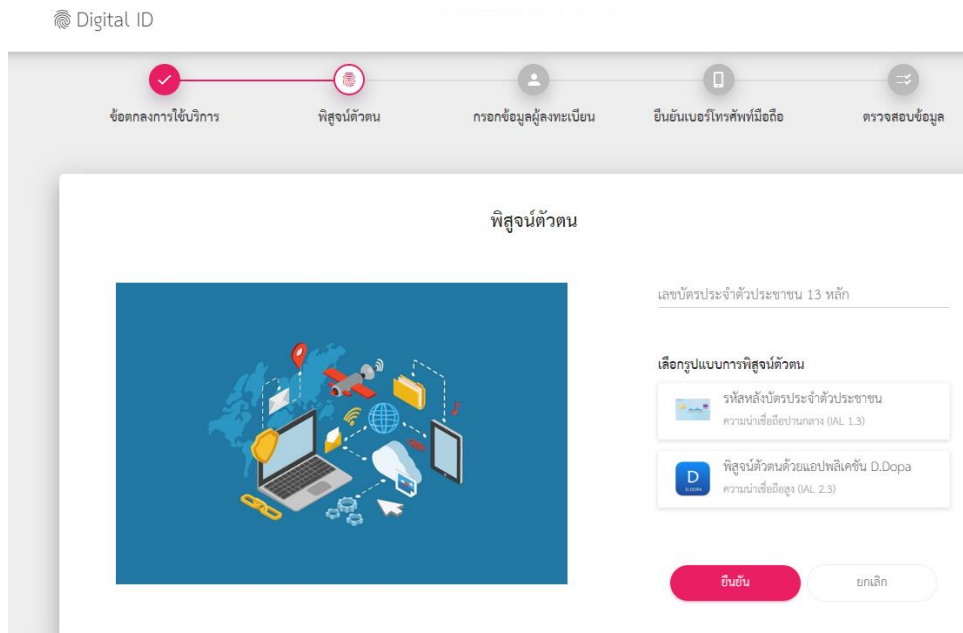 Digital ID
ข้อตกลงการใช้บริการ
พิสูจน์ตัวตน
กรอกข้อมูลผู้ลงทะเบียน
ยืนยันเบอร์โทรศัพท์มือถือ
ตรวจสอบข้อมูล
พิสูจน์ตัวตน
เลขบัตรประจำตัวประชาชน 13 หลัก
เลือกรูปแบบการพิสูจน์ตัวตน
รหัสหลังบัตรประจำตัวประชาชน
ความน่าเชื่อถือปานกลาง (IAL 1.3)
D
D.DOPA
พิสูจน์ตัวตนด้วยแอปพลิเคชัน D.Dopa
ความน่าเชื่อถือสูง (IAL 2.3)
ยืนยัน
ยกเลิก